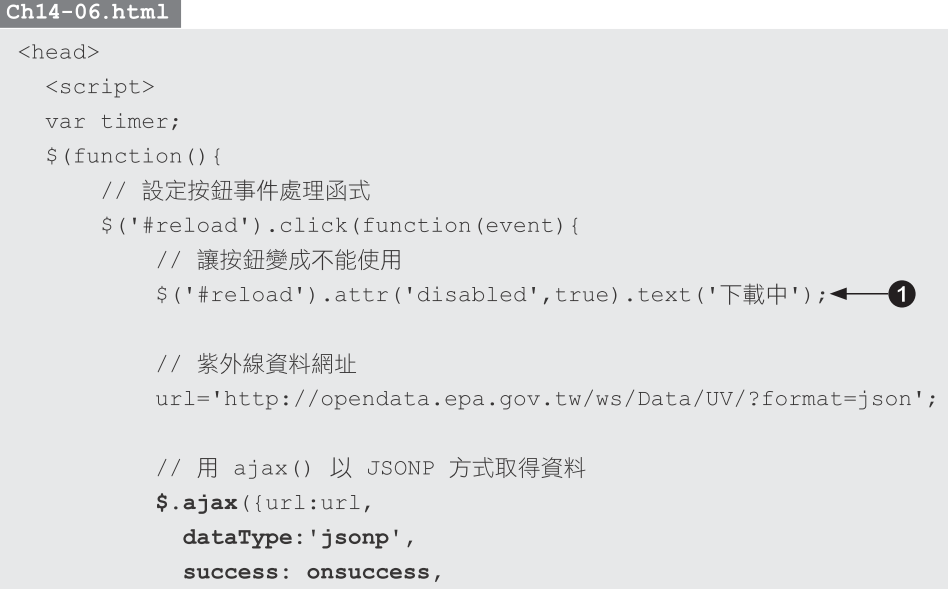 Ch14-06.html
<head>
<script>
var timer;
$(function(){
// 設定按鈕事件處理函式
$('#reload').click(function(event){
// 讓按鈕變成不能使用
$('#reload').attr('disabled',true).text('下載中'); 1
// 紫外線資料網址
url='http://opendata.epa.gov.tw/ws/Data/UV/?format=json';
// 用 ajax() 以 JSONP 方式取得資料
$.ajax({url:url,
dataType:'jsonp',
success: onsuccess,